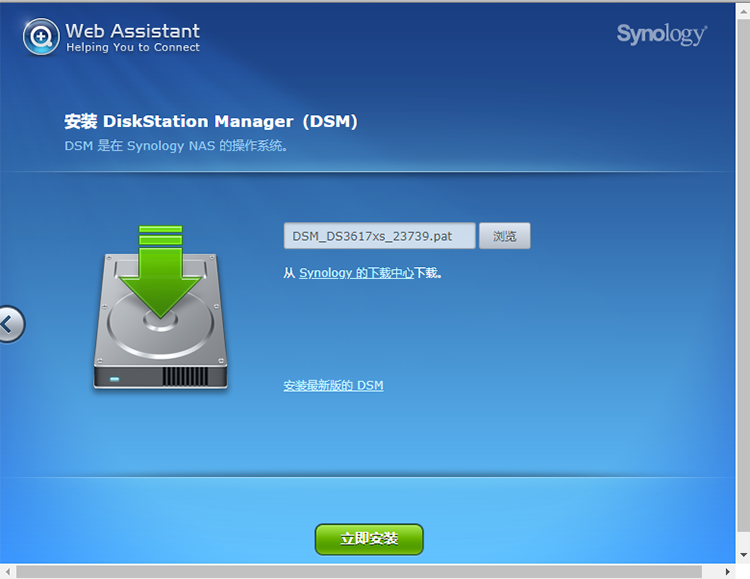 Web Assistant
Helping You to Connect
Synology
安装 DiskStation Manager（DSM）
DSM 是在 Synology NAS 的操作系统。
DSM_DS3617xs_23739.pat 浏览
从 Synology 的下载中心下载。
安装最新版的 DSM
立即安装